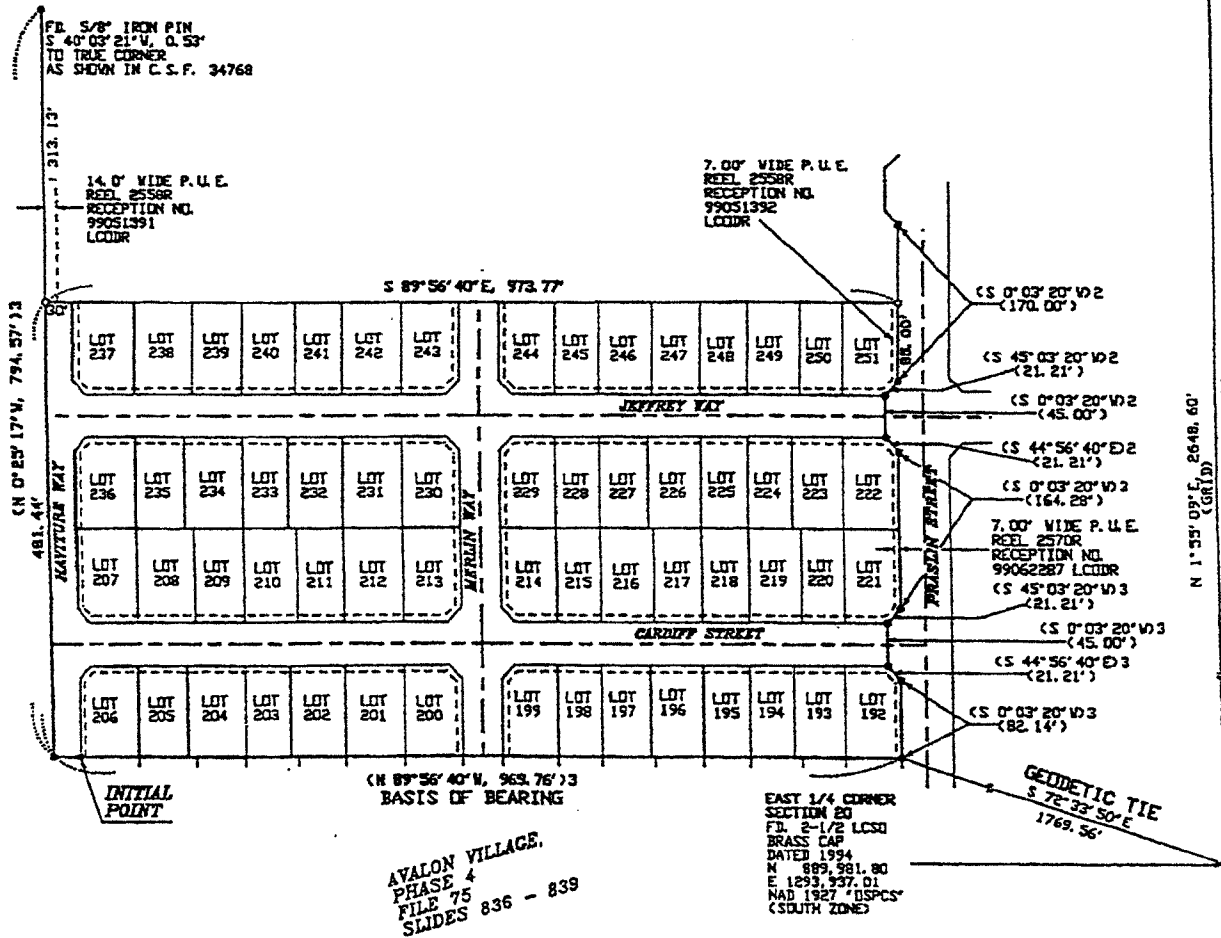 FD. 5/8" IRON PIN
S 40°03'21"W, 0.53'
TO TRUE CORNER
AS SHOWN IN C.S.F. 34768
313.13'
14.0' WIDE P.U.E.
REEL 2558R
RECEPTION NO.
99051391
LCODR
7.00' WIDE P.U.E.
REEL 2558R
RECEPTION NO.
99051392
LCODR
S 89°56'40"E, 973.77'
30'
(S 0°03'20"W)2
(170.00')
88.00'
LOT 237
LOT 238
LOT 239
LOT 240
LOT 241
LOT 242
LOT 243
LOT 244
LOT 245
LOT 246
LOT 247
LOT 248
LOT 249
LOT 250
LOT 251
(S 45°03'20"W)2
(21.21')
JEFFREY WAY
(S 0°03'20"W)2
(45.00')
(S 44°56'40"E)2
(21.21')
(N 0°25'17"W, 794.57')3
481.44'
LOT 236
LOT 235
LOT 234
LOT 233
LOT 232
LOT 231
LOT 230
LOT 229
LOT 228
LOT 227
LOT 226
LOT 225
LOT 224
LOT 223
LOT 222
(S 0°03'20"W)3
(164.28')
MERLIN WAY
7.00' WIDE P.U.E.
REEL 2570R
RECEPTION NO.
99062287 LCODR
N 1°55'09"E, 2648.60'
(GRID)
LOT 207
LOT 208
LOT 209
LOT 210
LOT 211
LOT 212
LOT 213
LOT 214
LOT 215
LOT 216
LOT 217
LOT 218
LOT 219
LOT 220
LOT 221
STREET
(S 45°03'20"W)3
(21.21')
CARDIFF STREET
(S 0°03'20"W)3
(45.00')
(S 44°56'40"E)3
(21.21')
LOT 206
LOT 205
LOT 204
LOT 203
LOT 202
LOT 201
LOT 200
LOT 199
LOT 198
LOT 197
LOT 196
LOT 195
LOT 194
LOT 193
LOT 192
(S 0°03'20"W)3
(82.14')
INITIAL
POINT
(N 89°56'40"W, 969.76')3
BASIS OF BEARING
GEODETIC TIE
S 72°33'50"E
1769.56'
EAST 1/4 CORNER
SECTION 20
FD. 2-1/2 LCSO
BRASS CAP
DATED 1994
N 889,981.80
E 1293,937.01
NAD 1927 "OSPCS"
(SOUTH ZONE)
AVALON VILLAGE,
PHASE 4
FILE 75
SLIDES 836 - 839